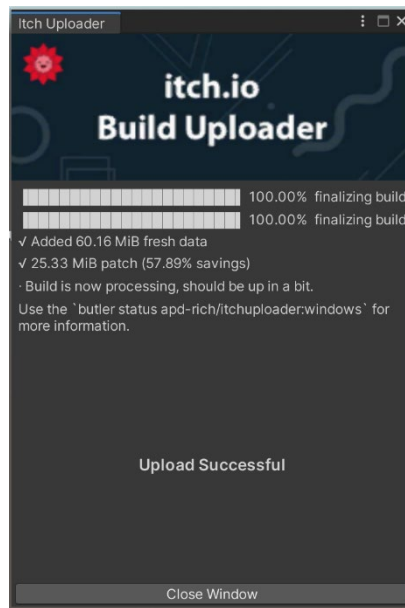 Itch Uploader
itch.io
Build Uploader
100.00% finalizing build
100.00% finalizing build
√ Added 60.16 MiB fresh data
√ 25.33 MiB patch (57.89% savings)
· Build is now processing, should be up in a bit.
Use the `butler status apd-rich/itchuploader:windows` for
more information.
Upload Successful
Close Window